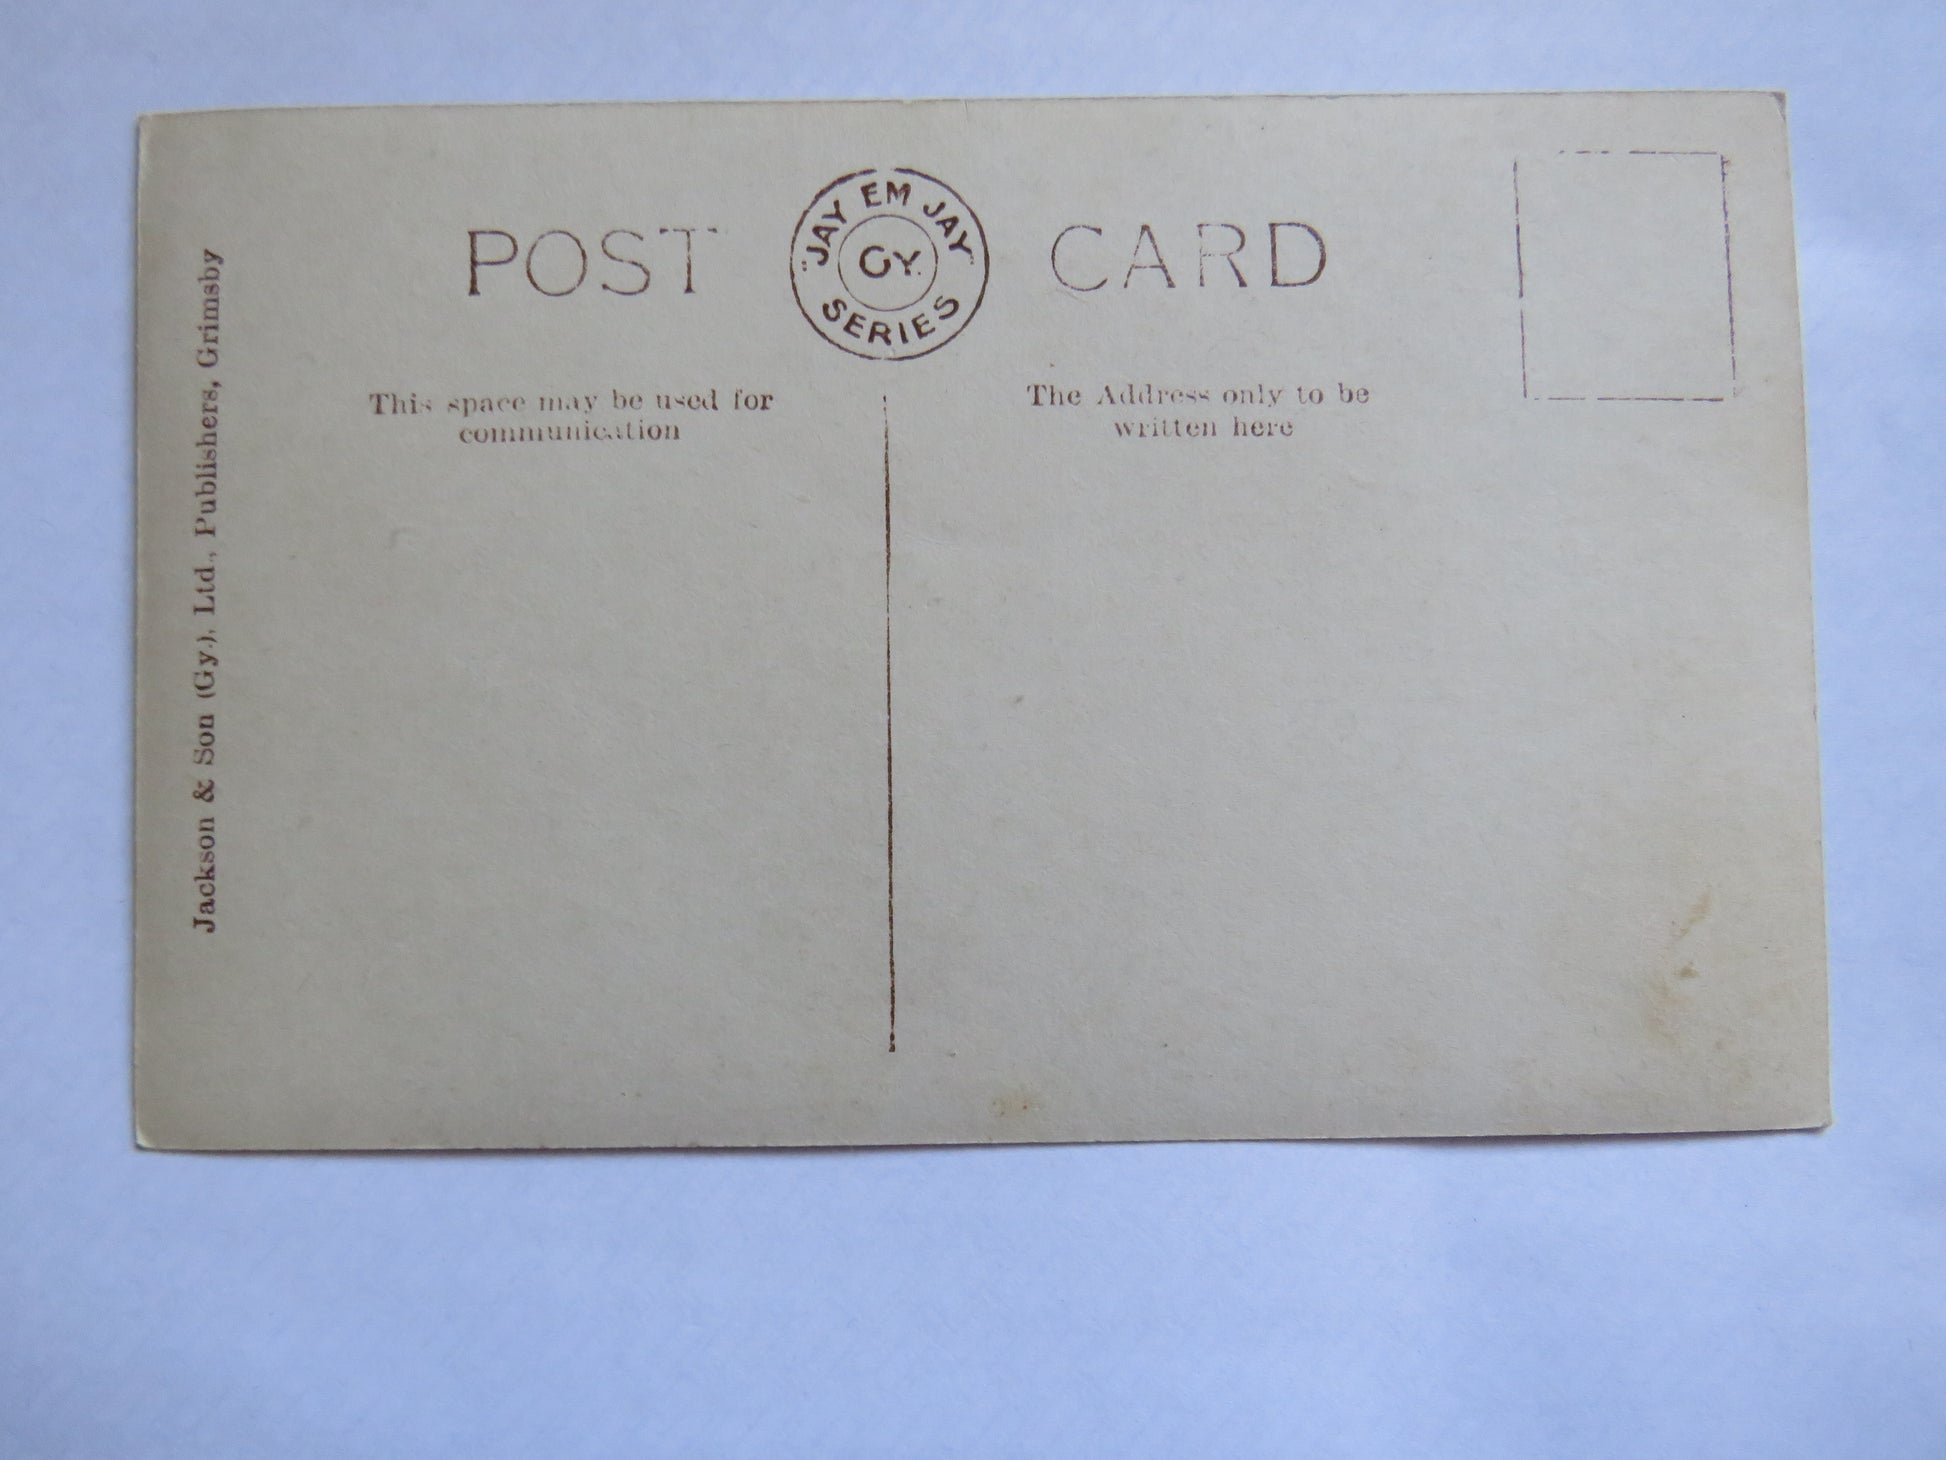 POST CARD
"JAY EM JAY"
GY.
SERIES
This space may be used for
communication
The Address only to be
written here
Jackson & Son (Gy.), Ltd., Publishers, Grimsby